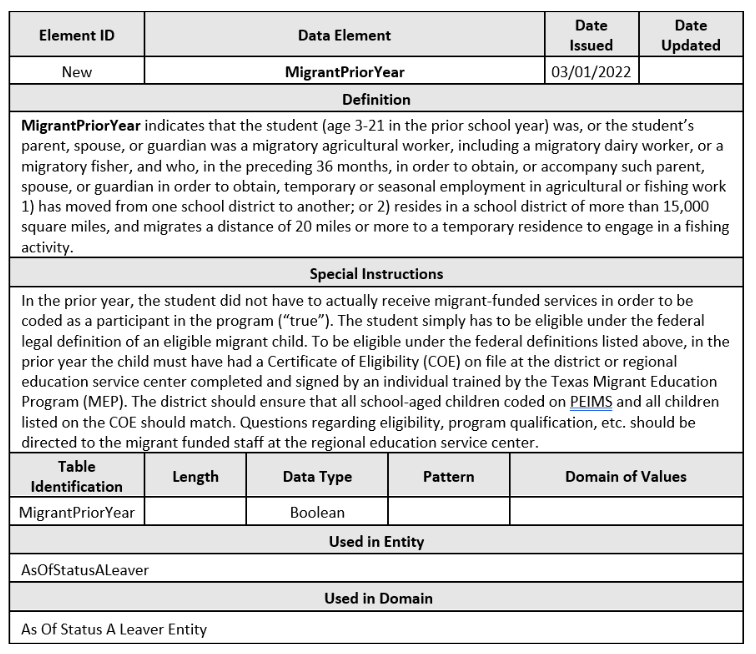 Element ID Data Element Date Issued Date Updated
New MigrantPriorYear 03/01/2022
Definition
MigrantPriorYear indicates that the student (age 3-21 in the prior school year) was, or the student's
parent, spouse, or guardian was a migratory agricultural worker, including a migratory dairy worker, or a
migratory fisher, and who, in the preceding 36 months, in order to obtain, or accompany such parent,
spouse, or guardian in order to obtain, temporary or seasonal employment in agricultural or fishing work
1) has moved from one school district to another; or 2) resides in a school district of more than 15,000
square miles, and migrates a distance of 20 miles or more to a temporary residence to engage in a fishing
activity.
Special Instructions
In the prior year, the student did not have to actually receive migrant-funded services in order to be
coded as a participant in the program (“true”). The student simply has to be eligible under the federal
legal definition of an eligible migrant child. To be eligible under the federal definitions listed above, in the
prior year the child must have had a Certificate of Eligibility (COE) on file at the district or regional
education service center completed and signed by an individual trained by the Texas Migrant Education
Program (MEP). The district should ensure that all school-aged children coded on PEIMS and all children
listed on the COE should match. Questions regarding eligibility, program qualification, etc. should be
directed to the migrant funded staff at the regional education service center.
Table Identification Length Data Type Pattern Domain of Values
MigrantPriorYear Boolean
Used in Entity
AsOfStatusALeaver
Used in Domain
As Of Status A Leaver Entity